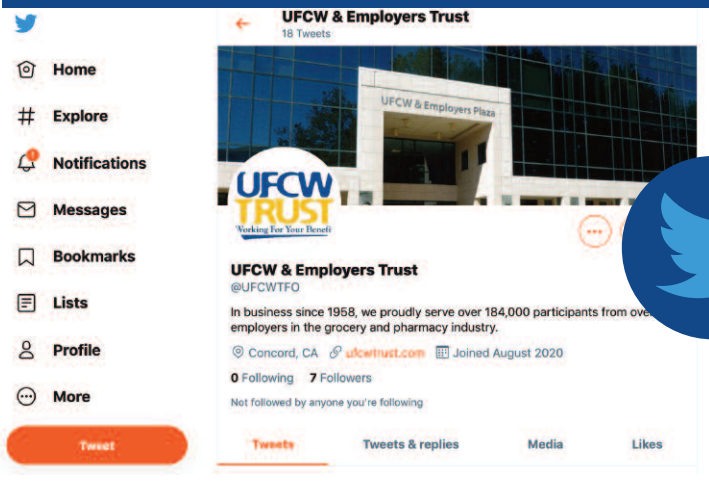 UFCW & Employers Trust
18 Tweets
Home
Explore
Notifications
Messages
Bookmarks
Lists
Profile
More
Tweet
UFCW & Employers Plaza
UFCW
TRUST
Working For Your Benefi
UFCW & Employers Trust
@UFCWTFO
In business since 1958, we proudly serve over 184,000 participants from over
employers in the grocery and pharmacy industry.
Concord, CA ufcwtrust.com Joined August 2020
0 Following 7 Followers
Not followed by anyone you're following
Tweets Tweets & replies Media Likes